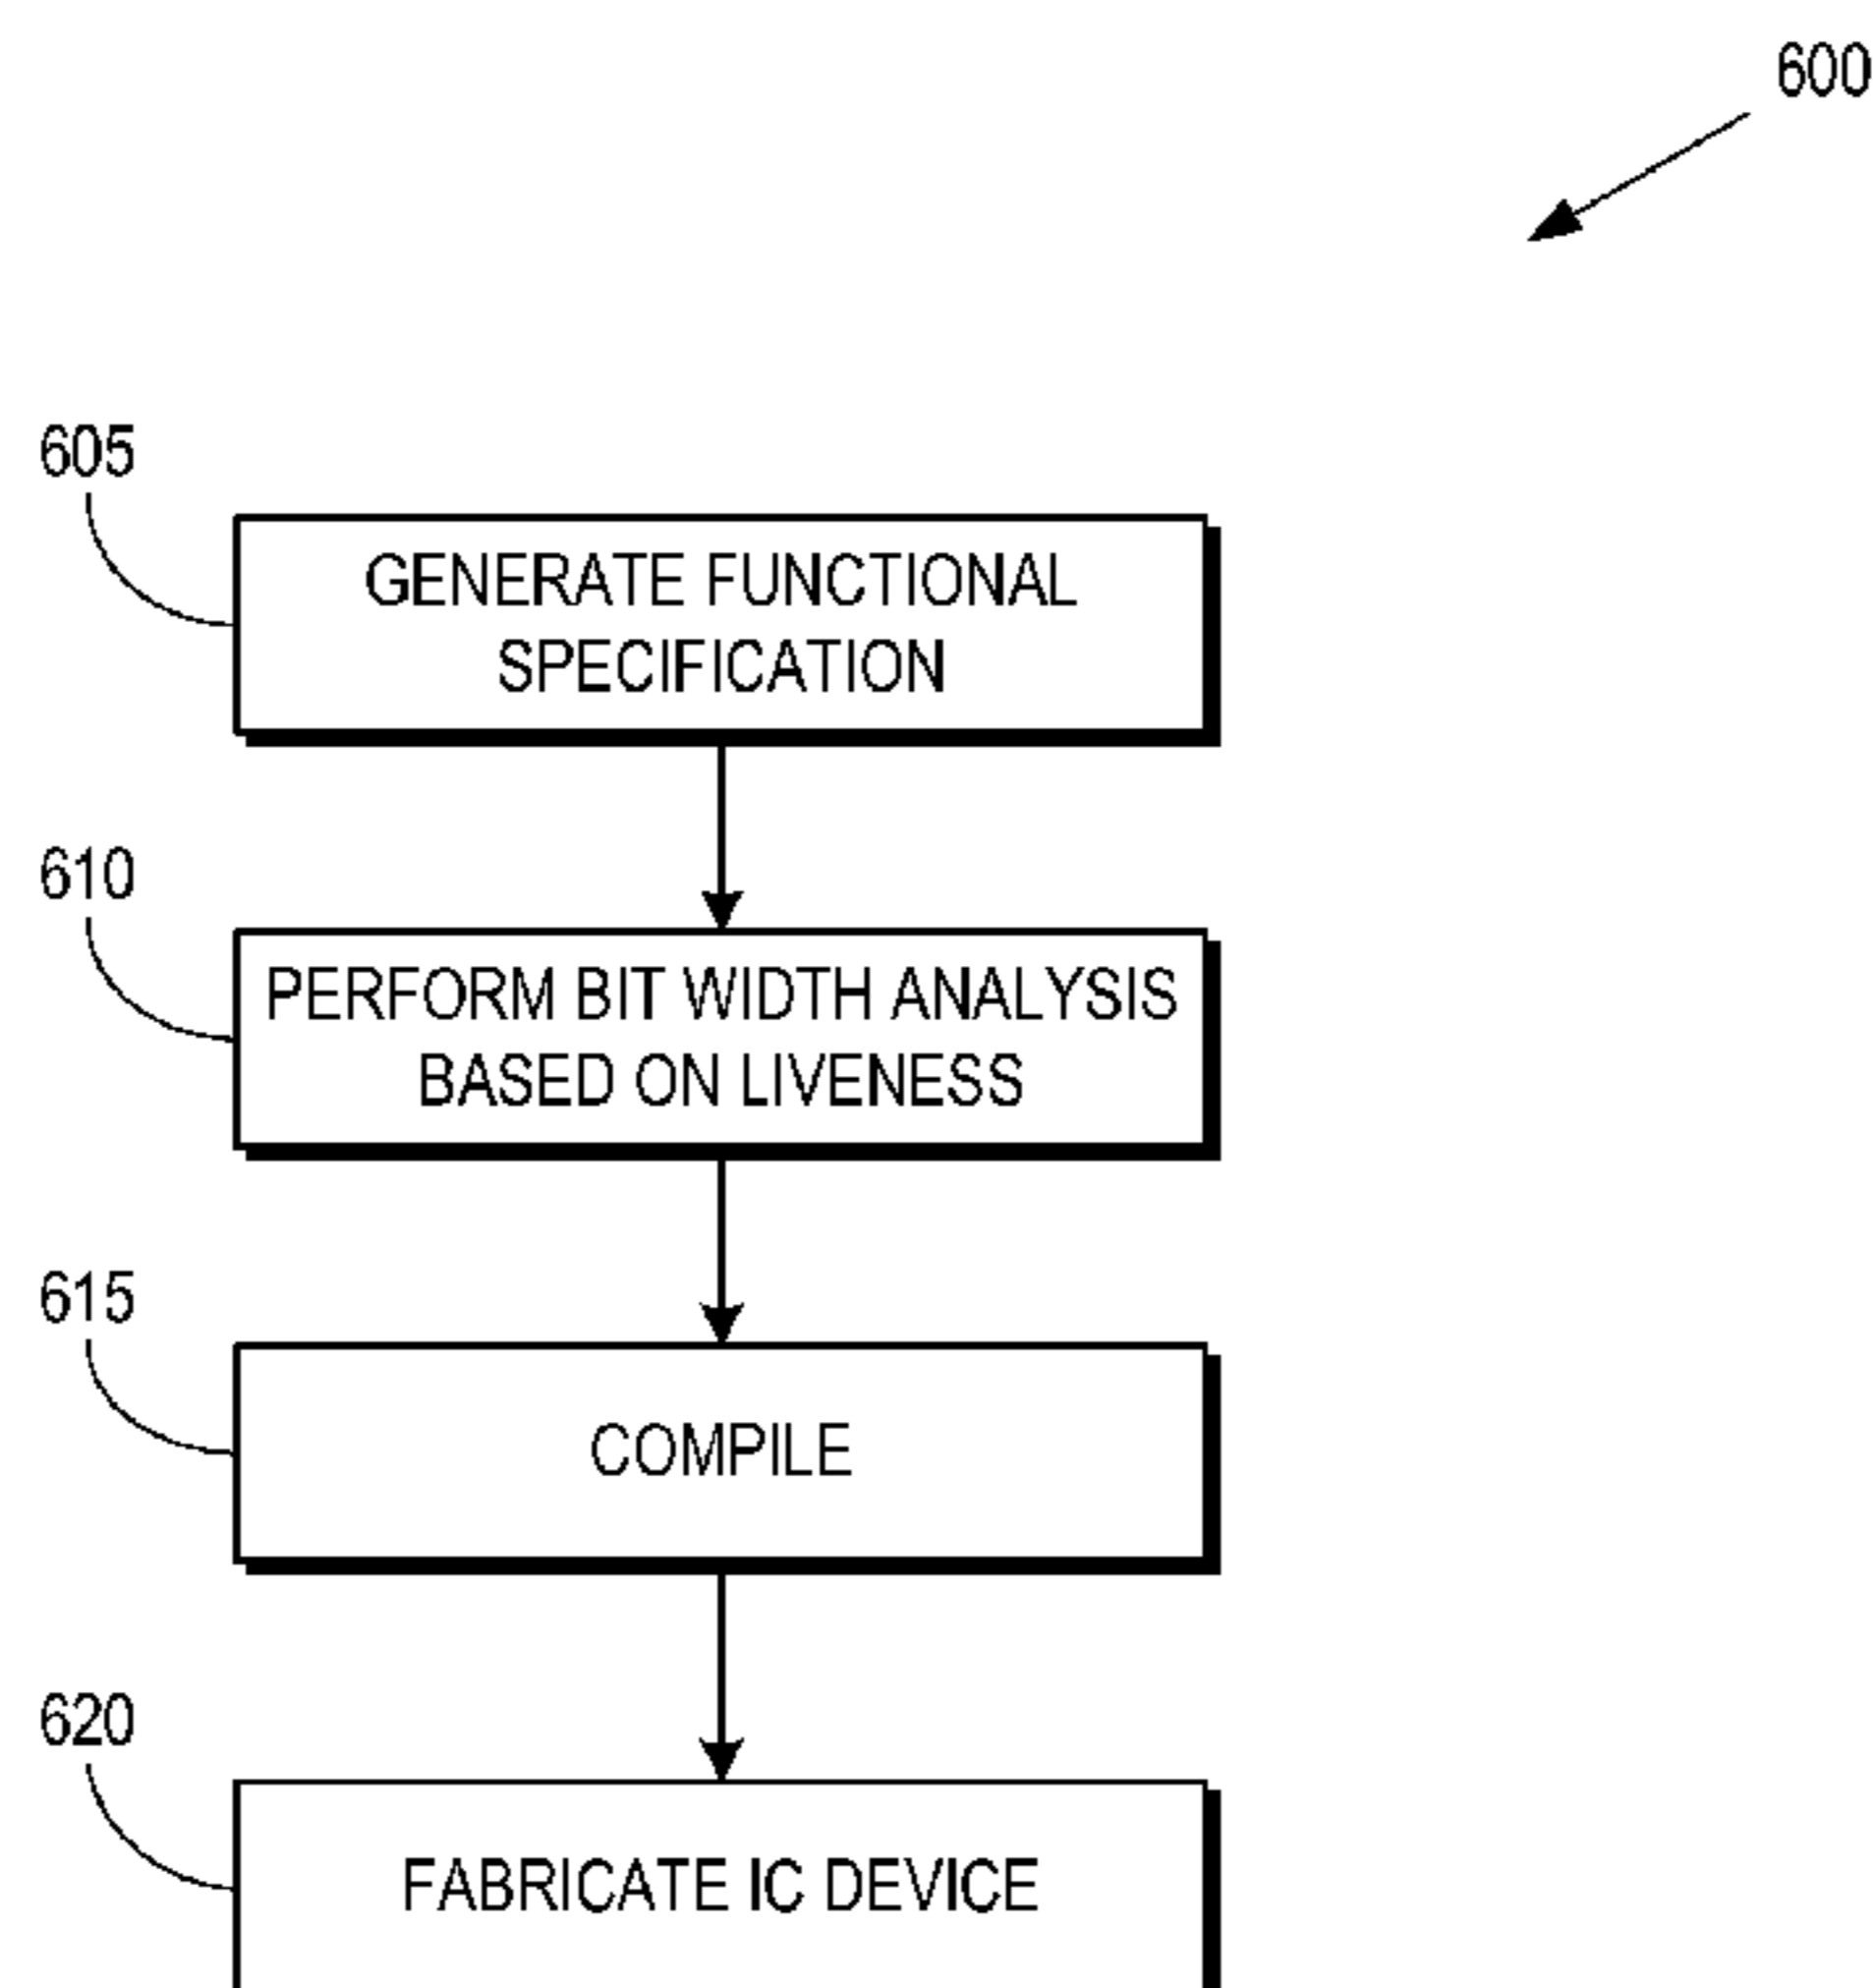 600
605
GENERATE FUNCTIONAL
SPECIFICATION
610
PERFORM BIT WIDTH ANALYSIS
BASED ON LIVENESS
615
COMPILE
620
FABRICATE IC DEVICE